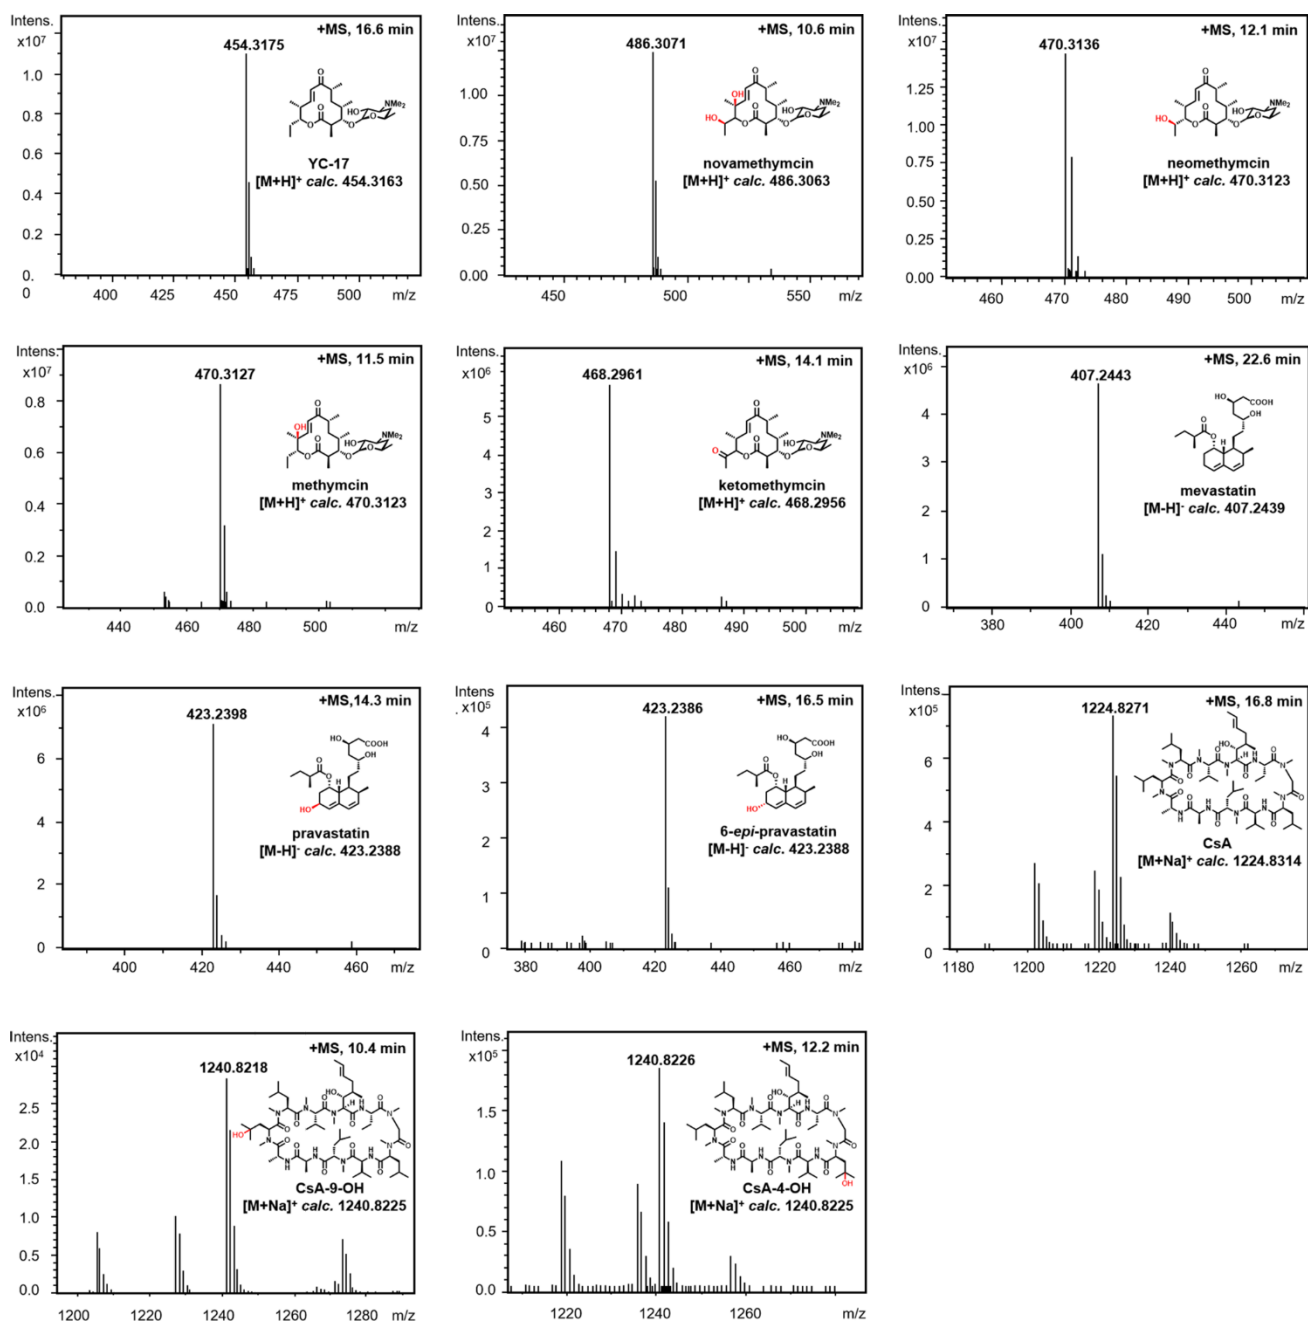 Intens.
x10⁷
+MS, 16.6 min
454.3175
1.0
0.8
0.6
0.4
0.2
0.
0
YC-17
[M+H]⁺ calc. 454.3163
400 425 450 475 500 m/z
Intens.
x10⁷
+MS, 10.6 min
486.3071
1.00
0.75
0.50
0.25
0.00
novamethymcin
[M+H]⁺ calc. 486.3063
450 500 550 m/z
Intens.
x10⁷
+MS, 12.1 min
470.3136
1.25
1.00
0.75
0.50
0.25
0.00
neomethymcin
[M+H]⁺ calc. 470.3123
460 470 480 490 500 m/z
Intens.
x10⁷
+MS, 11.5 min
470.3127
0.8
0.6
0.4
0.2
0.0
methymcin
[M+H]⁺ calc. 470.3123
440 460 480 500 m/z
Intens.
x10⁶
+MS, 14.1 min
468.2961
5
4
3
2
1
0
ketomethymcin
[M+H]⁺ calc. 468.2956
460 470 480 490 500 m/z
Intens.
x10⁶
+MS, 22.6 min
407.2443
4
3
2
1
0
mevastatin
[M-H]⁻ calc. 407.2439
380 400 420 440 m/z
Intens.
x10⁶
+MS,14.3 min
423.2398
6
4
2
0
pravastatin
[M-H]⁻ calc. 423.2388
400 420 440 460 m/z
Intens
. x10⁵
+MS, 16.5 min
423.2386
4
3
2
1
0
6-epi-pravastatin
[M-H]⁻ calc. 423.2388
380 400 420 440 460 m/z
Intens.
x10⁵
+MS, 16.8 min
1224.8271
6
4
2
0
CsA
[M+Na]⁺ calc. 1224.8314
1180 1200 1220 1240 1260 m/z
Intens.
x10⁴
+MS, 10.4 min
1240.8218
2.5
2.0
1.5
1.0
0.5
0.0
CsA-9-OH
[M+Na]⁺ calc. 1240.8225
1200 1220 1240 1260 1280 m/z
Intens.
x10⁵
+MS, 12.2 min
1240.8226
1.5
1.0
0.5
0.0
CsA-4-OH
[M+Na]⁺ calc. 1240.8225
1220 1240 1260 m/z